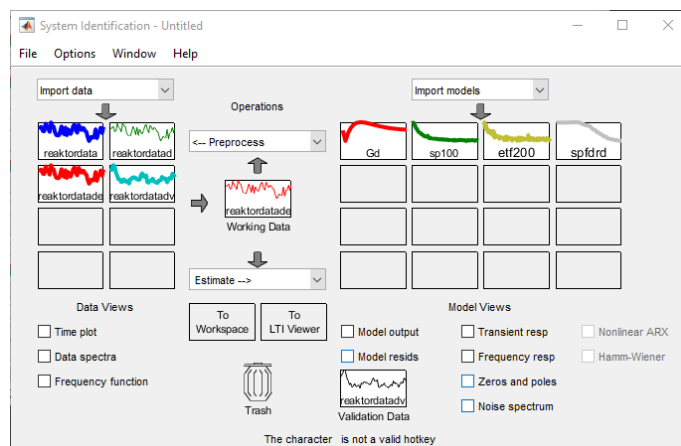 System Identification - Untitled
File Options Window Help
Import data
Import models
Operations
reaktordata
reaktordatad
<-- Preprocess
Gd
sp100
etf200
spfdrd
reaktordatade
reaktordatadv
reaktordatade
Working Data
Estimate -->
Data Views
To
Workspace
To
LTI Viewer
Model Views
Time plot
Data spectra
Frequency function
Model output
Transient resp
Nonlinear ARX
Model resids
Frequency resp
Hamm-Wiener
Zeros and poles
Noise spectrum
Trash
reaktordatadv
Validation Data
The character is not a valid hotkey